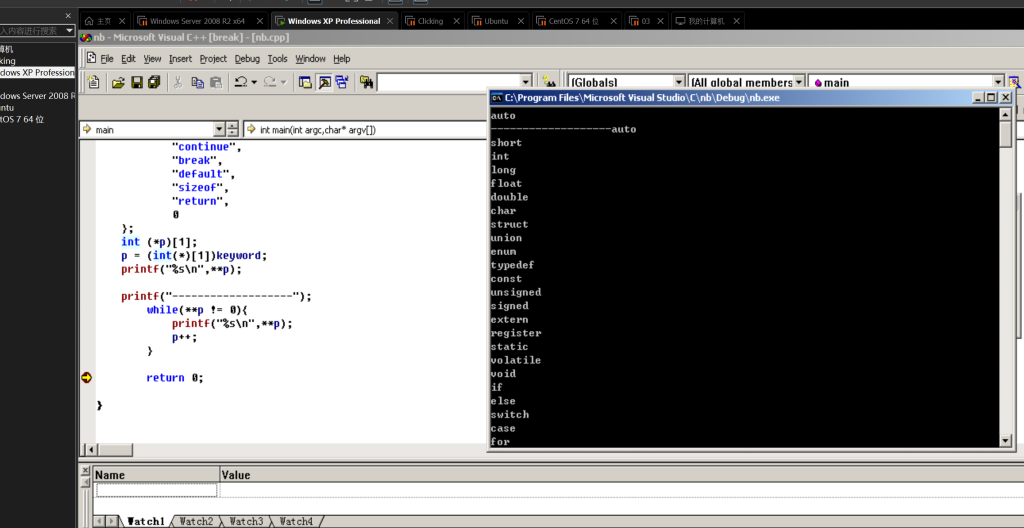 主页 Windows Server 2008 R2 x64 Windows XP Professional Clicking Ubuntu CentOS 7 64 位 03 我的计算机
入内容进行搜索
算机
king
dows XP Profession
dows Server 2008 R
ntu
tOS 7 64 位
nb - Microsoft Visual C++ [break] - [nb.cpp]
File Edit View Insert Project Debug Tools Window Help
(Globals) (All global members main
main int main(int argc,char* argv[])
"continue",
"break",
"default",
"sizeof",
"return",
0
};
int (*p)[1];
p = (int(*)[1])keyword;
printf("%s\n",**p);
printf("-------------------");
while(**p != 0){
printf("%s\n",**p);
p++;
}
return 0;
}
C:\Program Files\Microsoft Visual Studio\C\nb\Debug\nb.exe
auto
-------------------auto
short
int
long
float
double
char
struct
union
enum
typedef
const
unsigned
signed
extern
register
static
volatile
void
if
else
switch
case
for
Name Value
Watch1 Watch2 Watch3 Watch4